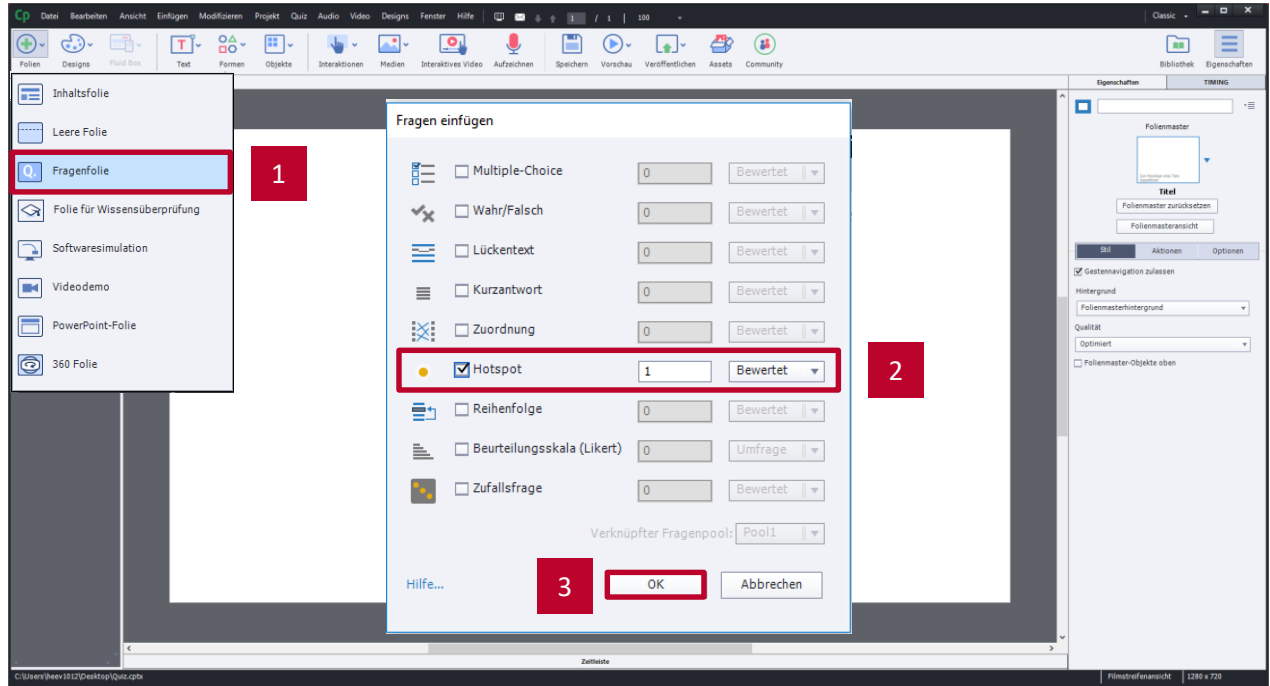 Cp Datei Bearbeiten Ansicht Einfügen Modifizieren Projekt Quiz Audio Video Designs Fenster Hilfe 1 / 1 100 Classic
Folien Designs Fluid Box Text Formen Objekte Interaktionen Medien Interaktives Video Aufzeichnen Speichern Vorschau Veröffentlichen Assets Community Bibliothek Eigenschaften
Inhaltsfolie
Leere Folie
Q. Fragenfolie
1
Folie für Wissensüberprüfung
Softwaresimulation
Videodemo
PowerPoint-Folie
360 Folie
Fragen einfügen
Multiple-Choice 0 Bewertet
Wahr/Falsch 0 Bewertet
Lückentext 0 Bewertet
Kurzantwort 0 Bewertet
Zuordnung 0 Bewertet
Hotspot 1 Bewertet
2
Reihenfolge 0 Bewertet
Beurteilungsskala (Likert) 0 Umfrage
Zufallsfrage 0 Bewertet
Verknüpfter Fragenpool: Pool1
Hilfe...
3
OK Abbrechen
Eigenschaften TIMING
Folienmaster
Titel
Folienmaster zurücksetzen
Folienmasteransicht
Stil Aktionen Optionen
Gestennavigation zulassen
Hintergrund
Folienmasterhintergrund
Qualität
Optimiert
Folienmaster-Objekte oben
Zeitleiste
C:\Users\heev1012\Desktop\Quiz.cptx Filmstreifenansicht 1280 x 720